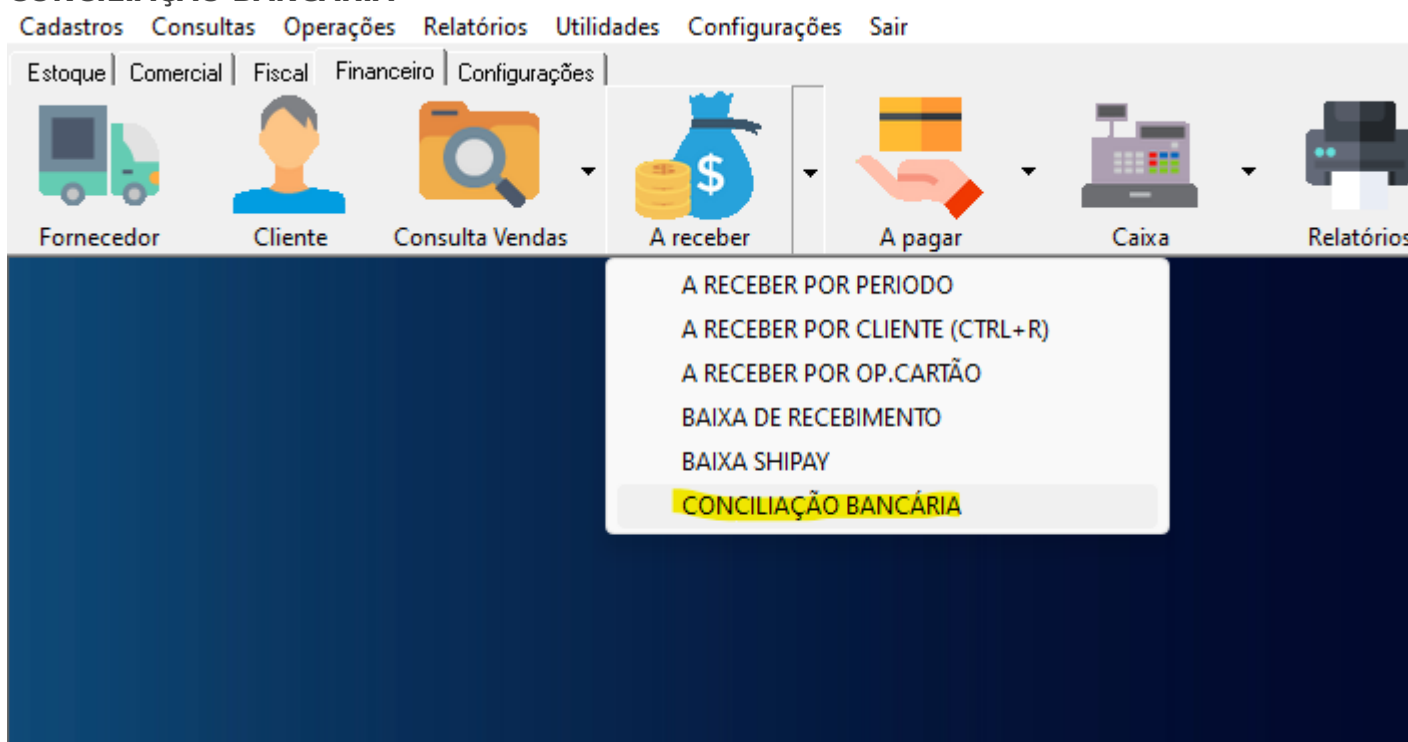 CONCILIAÇÃO BANCÁRIA
Cadastros Consultas Operações Relatórios Utilidades Configurações Sair
Estoque Comercial Fiscal Financeiro Configurações
$
Fornecedor Cliente Consulta Vendas A receber A pagar Caixa Relatórios
A RECEBER POR PERIODO
A RECEBER POR CLIENTE (CTRL+R)
A RECEBER POR OP.CARTÃO
BAIXA DE RECEBIMENTO
BAIXA SHIPAY
CONCILIAÇÃO BANCÁRIA